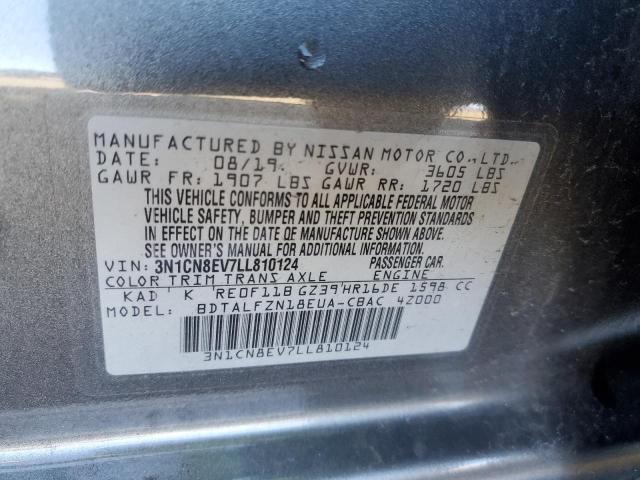 MANUFACTURED BY NISSAN MOTOR CO., LTD.
DATE: 08/19 GVWR: 3605 LBS
GAWR FR: 1907 LBS GAWR RR: 1720 LBS
THIS VEHICLE CONFORMS TO ALL APPLICABLE FEDERAL MOTOR
VEHICLE SAFETY, BUMPER AND THEFT PREVENTION STANDARDS
IN EFFECT ON THE DATE OF MANUFACTURE SHOWN ABOVE.
SEE OWNER'S MANUAL FOR ADDITIONAL INFORMATION.
VIN: 3N1CN8EV7LL810124 PASSENGER CAR
COLOR TRIM TRANS AXLE ENGINE
KAD K RE0F11B GZ39 HR16DE 1598 CC
MODEL: BDTALFZN18EUA-CBAC 4Z000
3N1CN8EV7LL810124